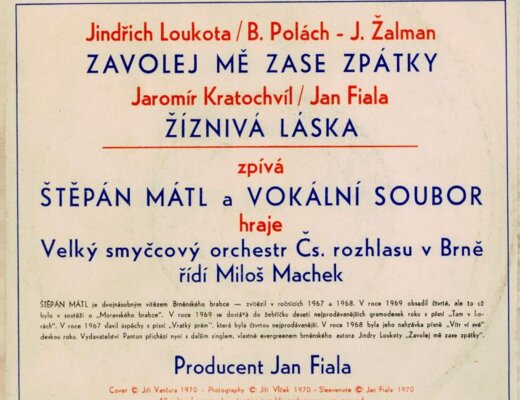 Jindřich Loukota / B. Polách - J. Žalman
ZAVOLEJ MĚ ZASE ZPÁTKY
Jaromír Kratochvíl / Jan Fiala
ŽÍZNIVÁ LÁSKA
zpívá
ŠTĚPÁN MÁTL a VOKÁLNÍ SOUBOR
hraje
Velký smyčcový orchestr Čs. rozhlasu v Brně
řídí Miloš Machek
ŠTĚPÁN MÁTL je dvojnásobným vítězem Brněnského brabce — zvítězil v ročnících 1967 a 1968. V roce 1969 obsadil čtvrté, ale to již
bylo v soutěži o „Moravského brabce". V roce 1969 se dostává do žebříčku deseti nejprodávanějších gramodesek roku s písní „Tam v ho-
rách". V roce 1967 slavil úspěchy s písní „Vratký prám", která byla čtvrtou nejprodávanější. V roce 1968 byla jeho nahrávka písně „Vítr ví své"
deskou roku. Vydavatelství Panton přichází nyní s dalším singlem, vlastně evergreenem brněnského autora Jindry Loukoty „Zavolej mě zase zpátky".
Producent Jan Fiala
Cover © Jiří Vančura 1970 - Photography © Jiří Vlček 1970 - Sleevenote © Jan Fiala 1970